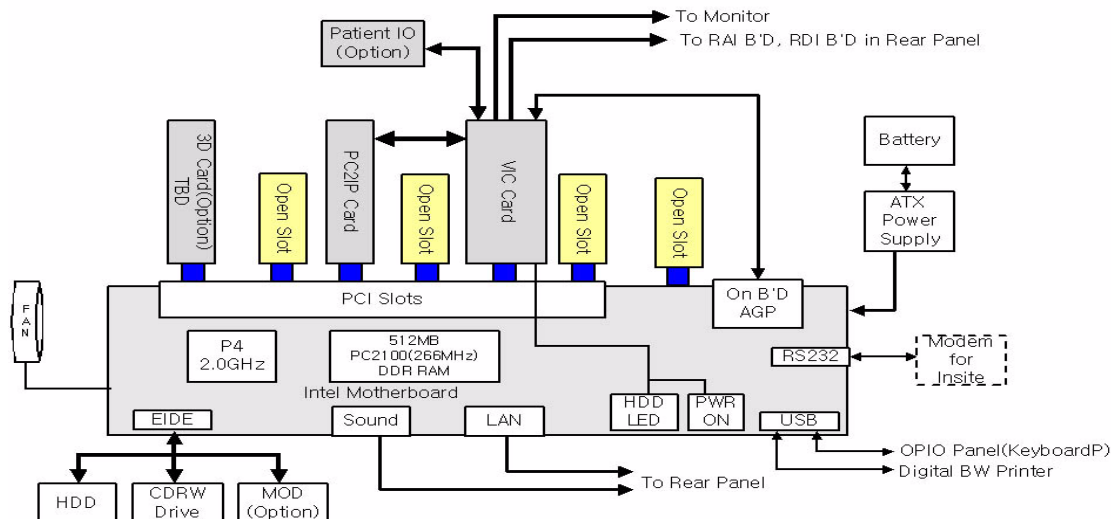 To Monitor
To RAI B'D, RDI B'D in Rear Panel
Patient IO
(Option)
3D Card(Option)
TBD
Open Slot
PC2IP Card
Open Slot
VIC Card
Open Slot
Open Slot
Battery
ATX
Power
Supply
PCI Slots
On B'D
AGP
FAN
P4
2.0GHz
512MB
PC2100(266MHz)
DDR RAM
RS232
Modem
for
Insite
Intel Motherboard
EIDE
Sound
LAN
HDD
LED
PWR
ON
USB
OPIO Panel(KeyboardP)
Digital BW Printer
To Rear Panel
HDD
CDRW
Drive
MOD
(Option)